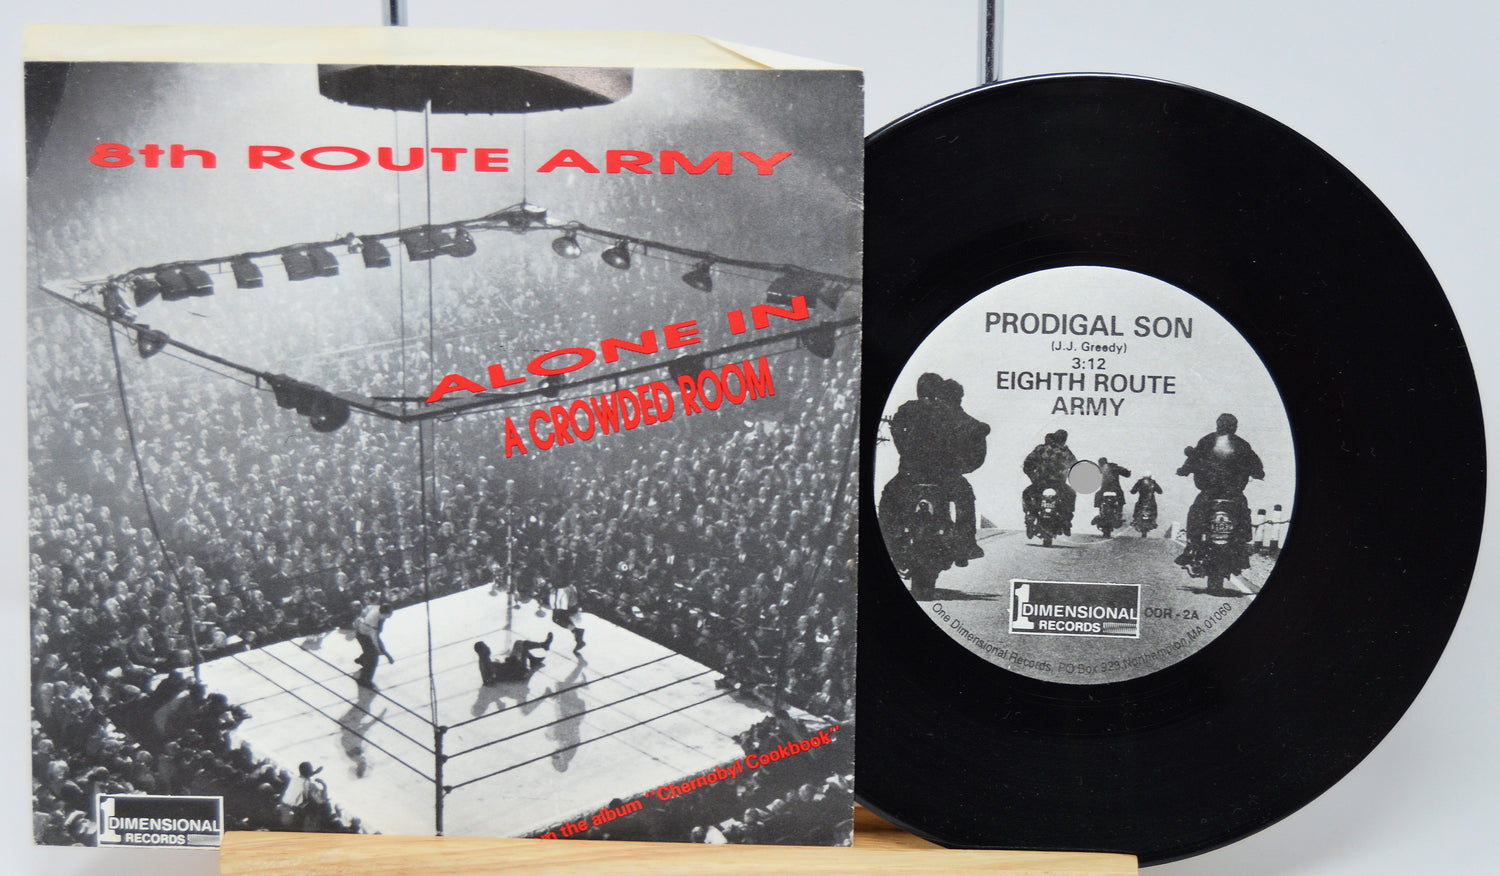 8th ROUTE ARMY
ALONE IN
A CROWDED ROOM
the album "Chernobyl Cookbook"
1 DIMENSIONAL
RECORDS
PRODIGAL SON
(J.J. Greedy)
3:12
EIGHTH ROUTE
ARMY
1 DIMENSIONAL
RECORDS
ODR - 2A
One Dimensional Records, PO Box 929, Northampton, MA 01060